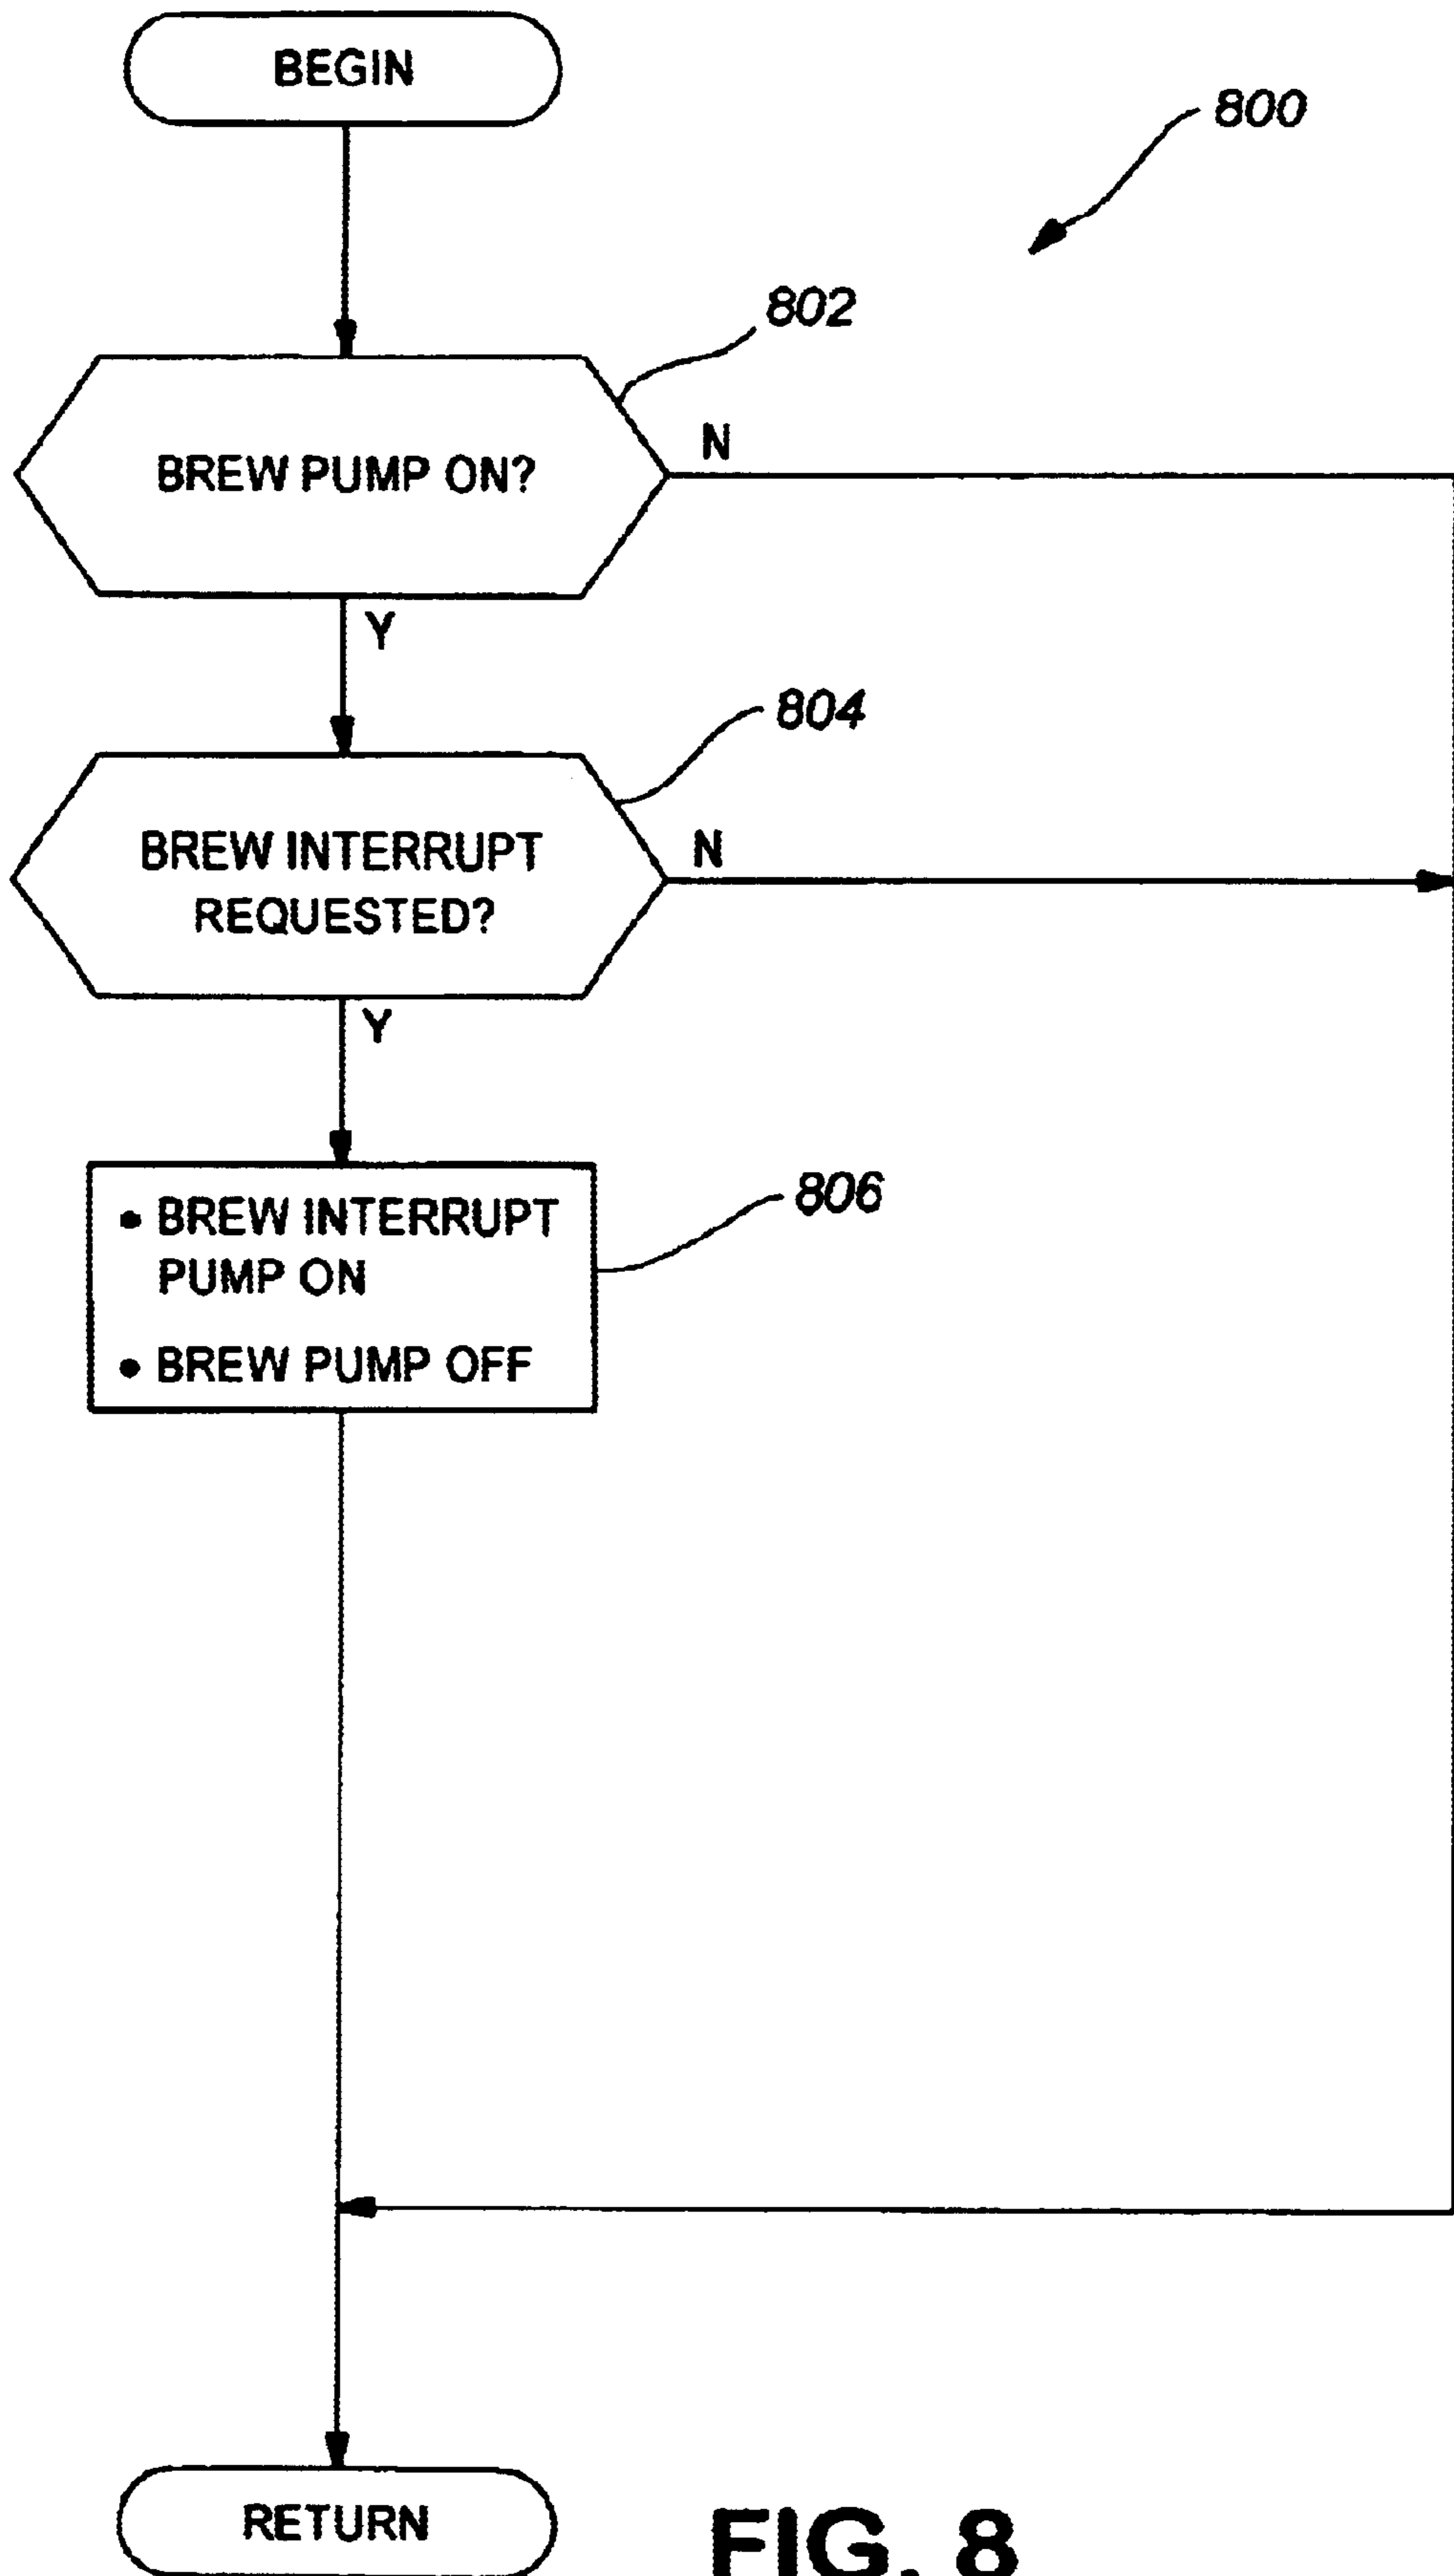 BEGIN
800
802
BREW PUMP ON?
N
Y
804
BREW INTERRUPT
REQUESTED?
N
Y
806
• BREW INTERRUPT
PUMP ON
• BREW PUMP OFF
RETURN
FIG. 8